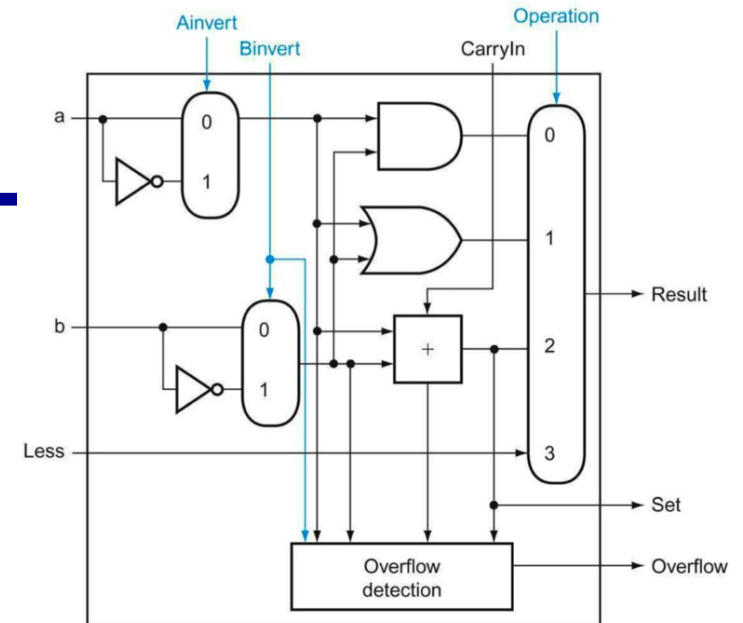 Operation
Ainvert
Binvert
CarryIn
a
0
0
1
1
b
0
Result
+
2
1
Less
3
Set
Overflow
detection
Overflow